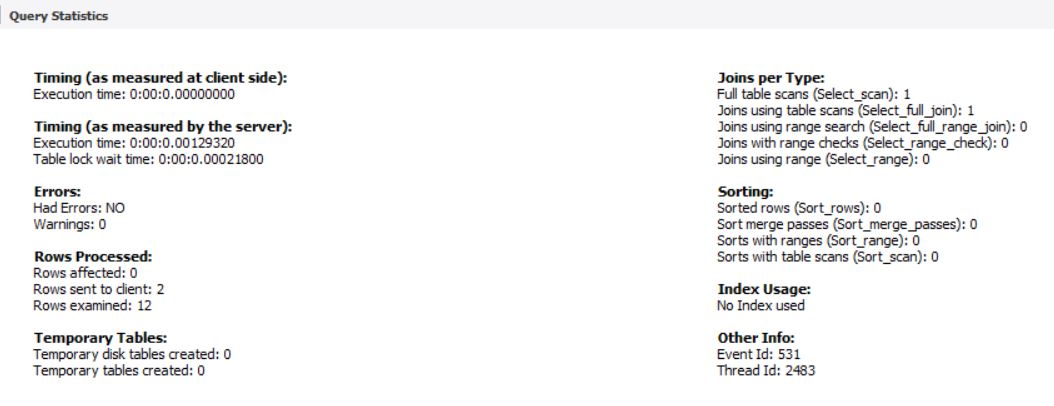 Query Statistics
Timing (as measured at client side):
Execution time: 0:00:0.00000000
Timing (as measured by the server):
Execution time: 0:00:0.00129320
Table lock wait time: 0:00:0.00021800
Errors:
Had Errors: NO
Warnings: 0
Rows Processed:
Rows affected: 0
Rows sent to client: 2
Rows examined: 12
Temporary Tables:
Temporary disk tables created: 0
Temporary tables created: 0
Joins per Type:
Full table scans (Select_scan): 1
Joins using table scans (Select_full_join): 1
Joins using range search (Select_full_range_join): 0
Joins with range checks (Select_range_check): 0
Joins using range (Select_range): 0
Sorting:
Sorted rows (Sort_rows): 0
Sort merge passes (Sort_merge_passes): 0
Sorts with ranges (Sort_range): 0
Sorts with table scans (Sort_scan): 0
Index Usage:
No Index used
Other Info:
Event Id: 531
Thread Id: 2483